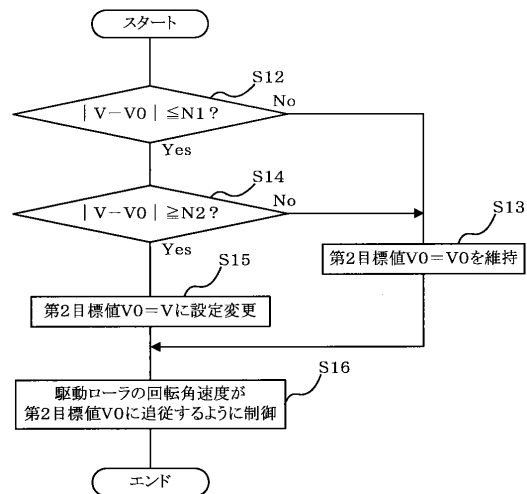 スタート
S12
｜V−V0｜≦N1?
No
Yes
S14
｜V−V0｜≧N2?
No
Yes
S13
第2目標値V0=V0を維持
S15
第2目標値V0=Vに設定変更
S16
駆動ローラの回転角速度が
第2目標値V0に追従するように制御
エンド